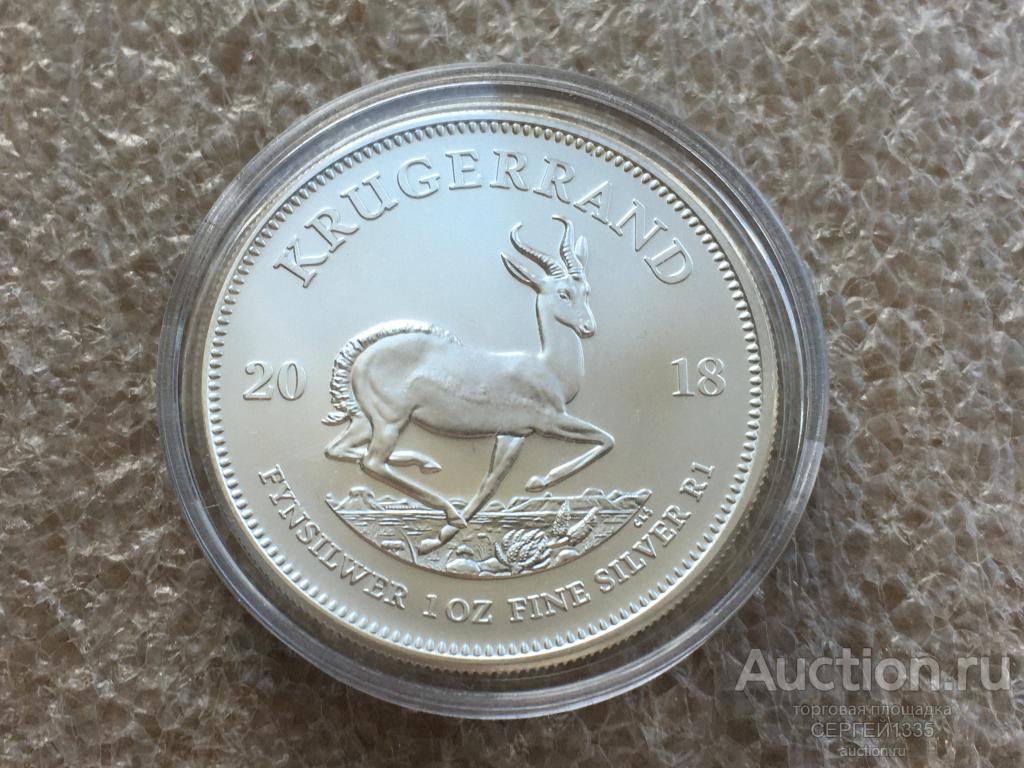 KRUGERRAND
20 18
FYNSILWER 1 OZ FINE SILVER R1
Auction.ru
торговая площадка
СЕРГЕЙ1335
auction.ru